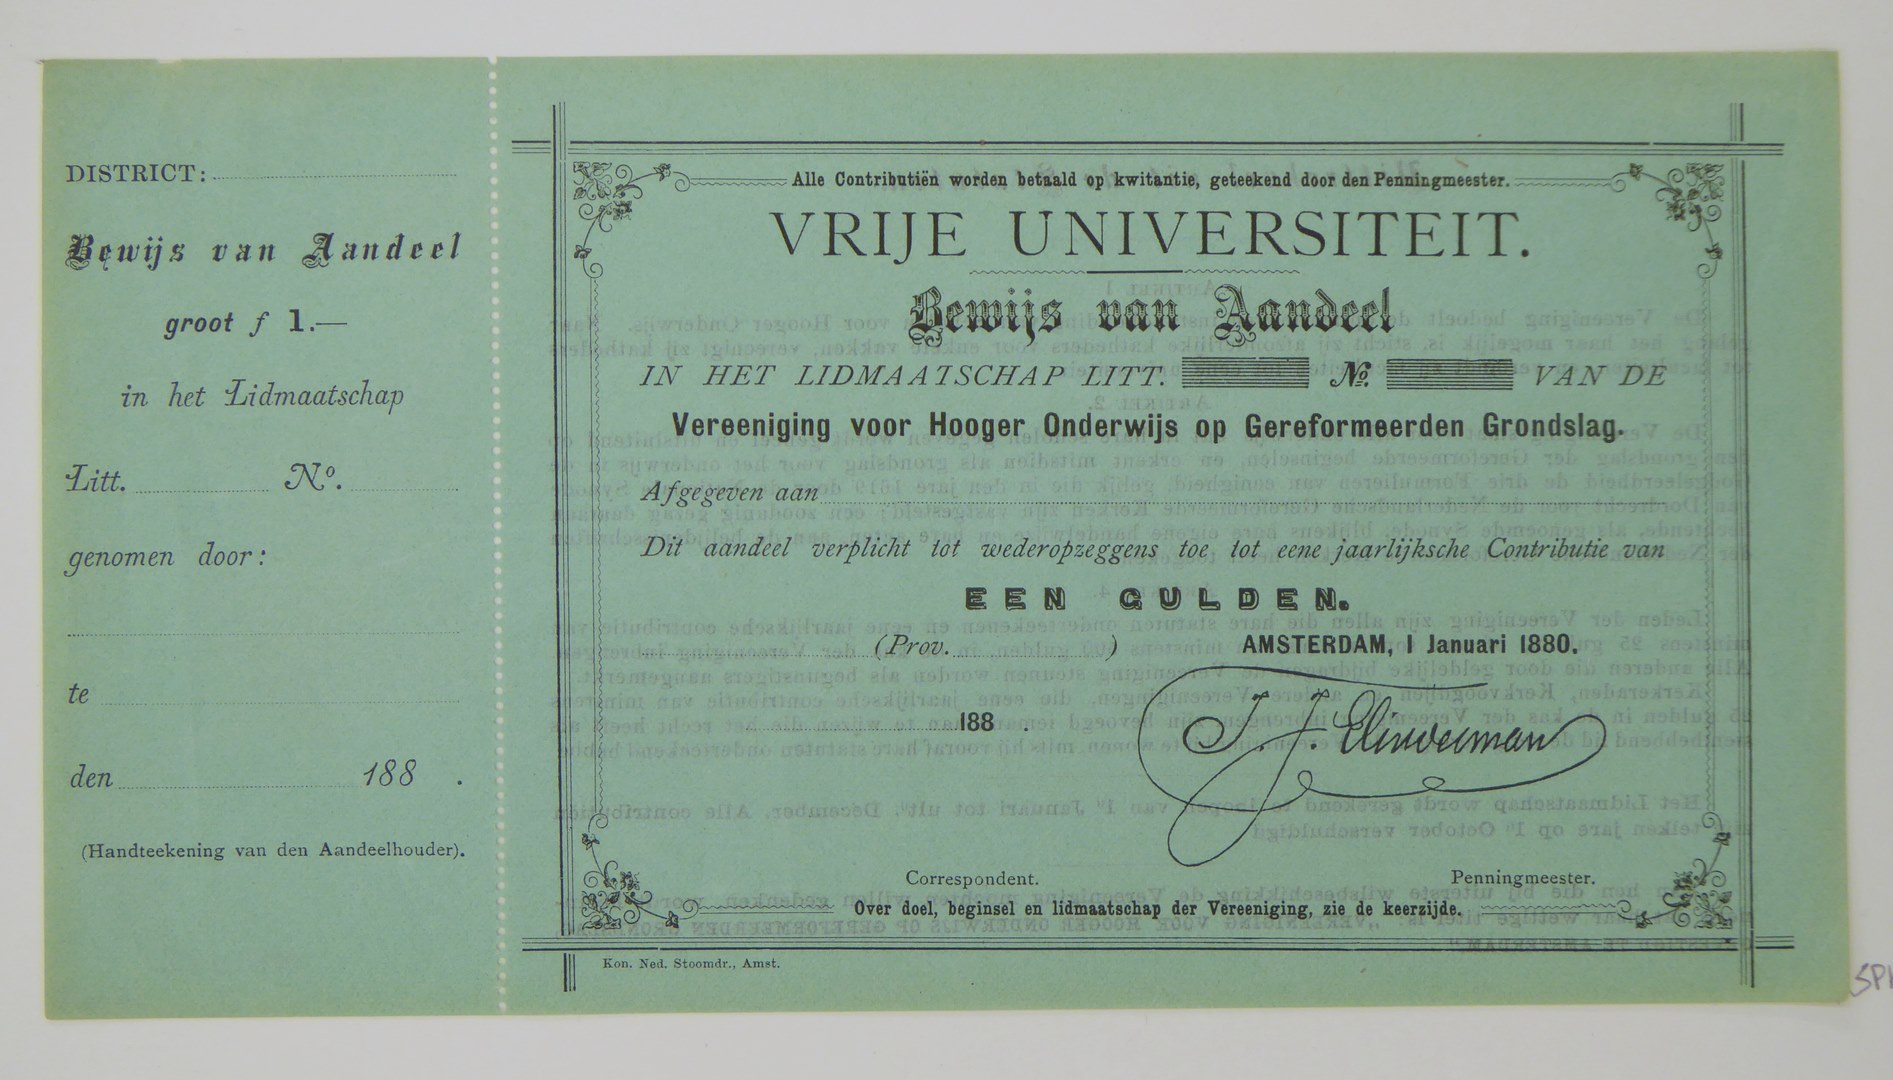 DISTRICT:
Bewijs van Aandeel
groot f 1.—
in het Lidmaatschap
Litt. No.
genomen door:
te
den 188 .
(Handteekening van den Aandeelhouder).
Alle Contributiën worden betaald op kwitantie, geteekend door den Penningmeester.
VRIJE UNIVERSITEIT.
Bewijs van Aandeel
IN HET LIDMAATSCHAP LITT. No. VAN DE
Vereeniging voor Hooger Onderwijs op Gereformeerden Grondslag.
Afgegeven aan
Dit aandeel verplicht tot wederopzeggens toe tot eene jaarlijksche Contributie van
EEN GULDEN.
(Prov. ) AMSTERDAM, 1 Januari 1880.
188 .
Correspondent. Penningmeester.
Over doel, beginsel en lidmaatschap der Vereeniging, zie de keerzijde.
Kon. Ned. Stoomdr., Amst.